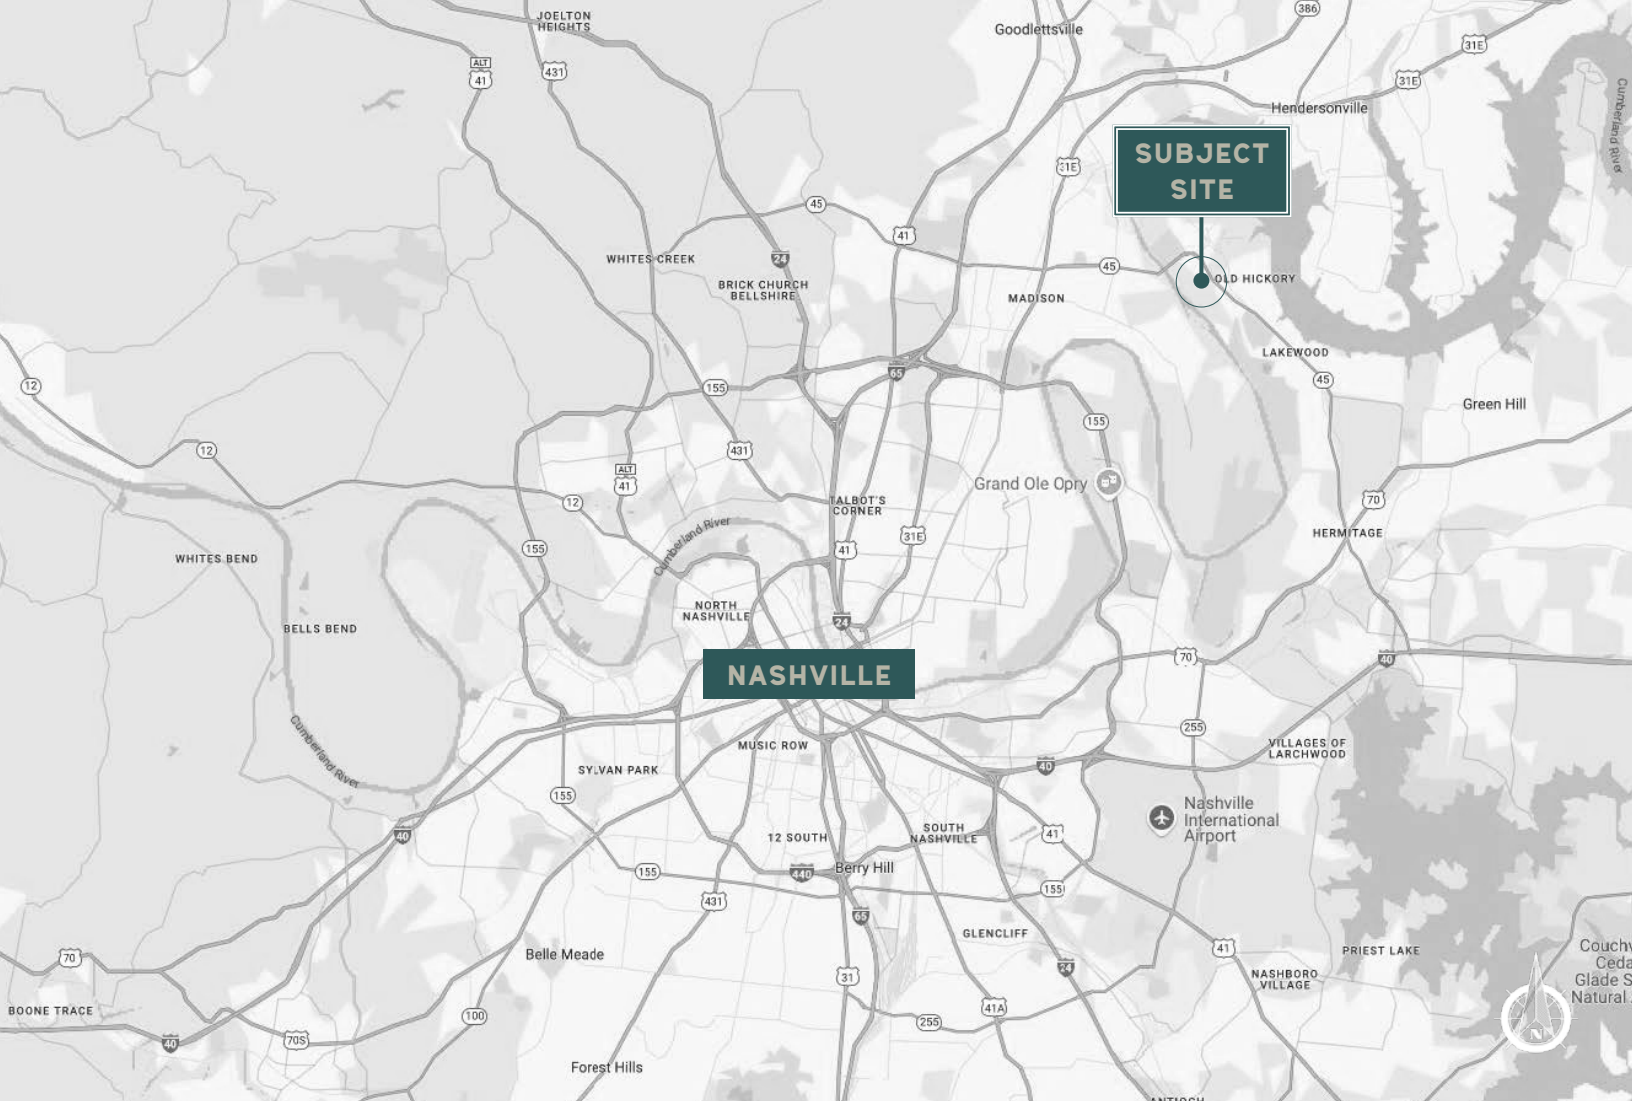 JOELTON
HEIGHTS
Goodlettsville
386
31E
ALT
41
431
31E
Hendersonville
Cumberland River
SUBJECT
SITE
31E
45
41
WHITES CREEK
24
45
OLD HICKORY
BRICK CHURCH
BELLSHIRE
MADISON
LAKEWOOD
65
45
12
155
Green Hill
155
12
431
ALT
41
Grand Ole Opry
12
TALBOT'S
CORNER
70
Cumberland River
31E
HERMITAGE
155
41
WHITES BEND
NORTH
NASHVILLE
24
BELLS BEND
70
40
NASHVILLE
255
Cumberland River
MUSIC ROW
VILLAGES OF
LARCHWOOD
SYLVAN PARK
40
155
Nashville
International
Airport
40
12 SOUTH
SOUTH
NASHVILLE
41
Berry Hill
155
440
155
431
65
GLENCLIFF
41
PRIEST LAKE
Couchv
Ceda
Glade S
Natural
70
Belle Meade
24
31
NASHBORO
VILLAGE
BOONE TRACE
100
41A
255
N
40
70S
Forest Hills
ANTIOCH